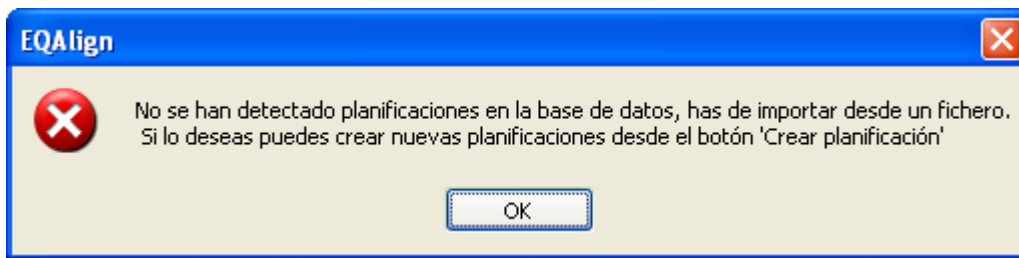 EQAlign
No se han detectado planificaciones en la base de datos, has de importar desde un fichero.
Si lo deseas puedes crear nuevas planificaciones desde el botón 'Crear planificación'
OK